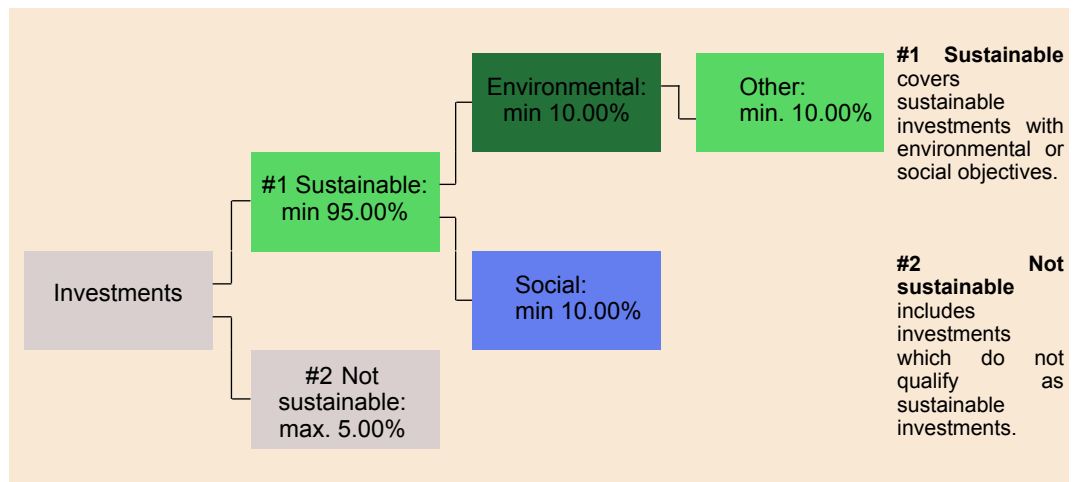 Environmental:
min 10.00%
Other:
min. 10.00%
#1 Sustainable:
min 95.00%
Investments
Social:
min 10.00%
#2 Not
sustainable:
max. 5.00%
#1 Sustainable
covers
sustainable
investments with
environmental or
social objectives.
#2 Not
sustainable
includes
investments
which do not
qualify as
sustainable
investments.